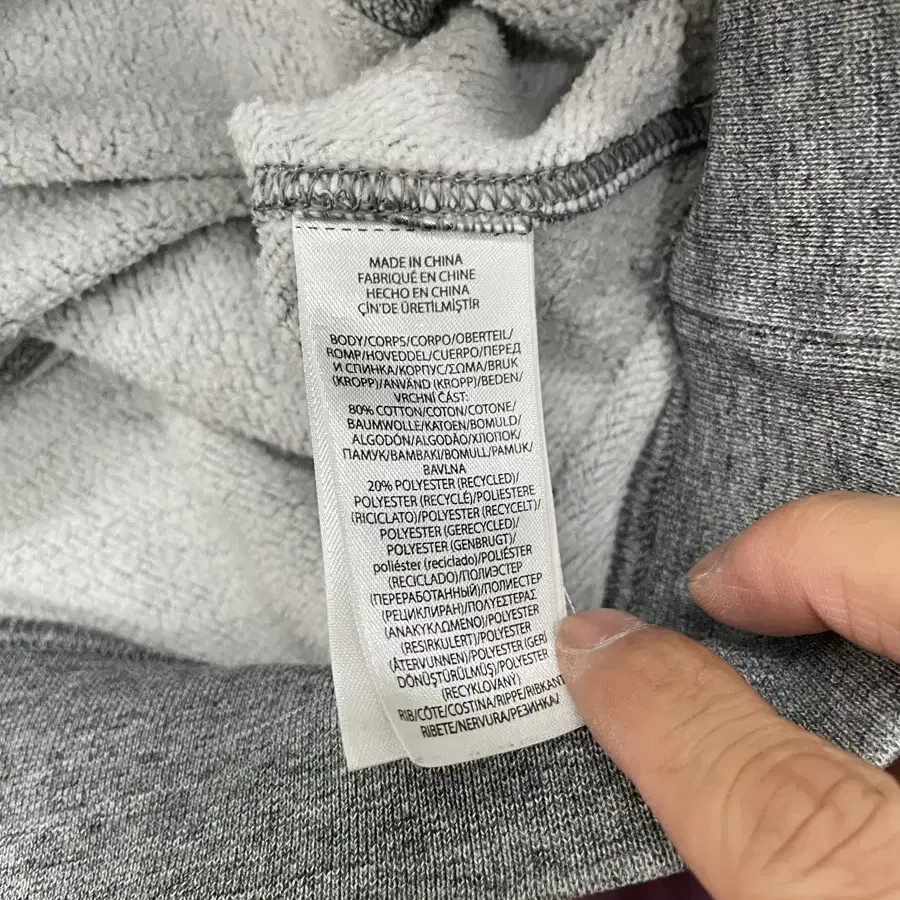 MADE IN CHINA
FABRIQUÉ EN CHINE
HECHO EN CHINA
ÇİN'DE ÜRETİLMİŞTİR
BODY/CORPS/CORPO/OBERTEIL/
ROMP/HOVEDDEL/CUERPO/ПЕРЕД
И СПИНКА/КОРПУС/ΣΩΜΑ/BRUK
(KROPP)/ANVÄND (KROPP)/BEDEN/
VRCHNÍ ČÁST:
80% COTTON/COTON/COTONE/
BAUMWOLLE/KATOEN/BOMULD/
ALGODÓN/ALGODÃO/ХЛОПОК/
ПАМУК/ΒΑΜΒΑΚΙ/BOMULL/PAMUK/
BAVLNA
20% POLYESTER (RECYCLED)/
POLYESTER (RECYCLÉ)/POLIESTERE
(RICICLATO)/POLYESTER (RECYCELT)/
POLYESTER (GERECYCLED)/
POLYESTER (GENBRUGT)/
poliéster (reciclado)/POLIÉSTER
(RECICLADO)/ПОЛИЭСТЕР
(ПЕРЕРАБОТАННЫЙ)/ПОЛИЕСТЕР
(РЕЦИКЛИРАН)/ΠΟΛΥΕΣΤΕΡΑΣ
(ΑΝΑΚΥΚΛΩΜΕΝΟ)/POLYESTER
(RESIRKULERT)/POLYESTER
(ÅTERVUNNEN)/POLYESTER (GERİ
DÖNÜŞTÜRÜLMÜŞ)/POLYESTER
(RECYKLOVANÝ)
RIB/CÔTE/COSTINA/RIPPE/RIBKANT
RIBETE/NERVURA/РЕЗИНКА/